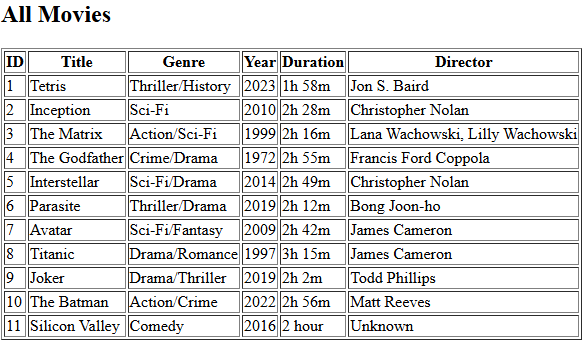 All Movies
ID Title Genre Year Duration Director
1 Tetris Thriller/History 2023 1h 58m Jon S. Baird
2 Inception Sci-Fi 2010 2h 28m Christopher Nolan
3 The Matrix Action/Sci-Fi 1999 2h 16m Lana Wachowski, Lilly Wachowski
4 The Godfather Crime/Drama 1972 2h 55m Francis Ford Coppola
5 Interstellar Sci-Fi/Drama 2014 2h 49m Christopher Nolan
6 Parasite Thriller/Drama 2019 2h 12m Bong Joon-ho
7 Avatar Sci-Fi/Fantasy 2009 2h 42m James Cameron
8 Titanic Drama/Romance 1997 3h 15m James Cameron
9 Joker Drama/Thriller 2019 2h 2m Todd Phillips
10 The Batman Action/Crime 2022 2h 56m Matt Reeves
11 Silicon Valley Comedy 2016 2 hour Unknown